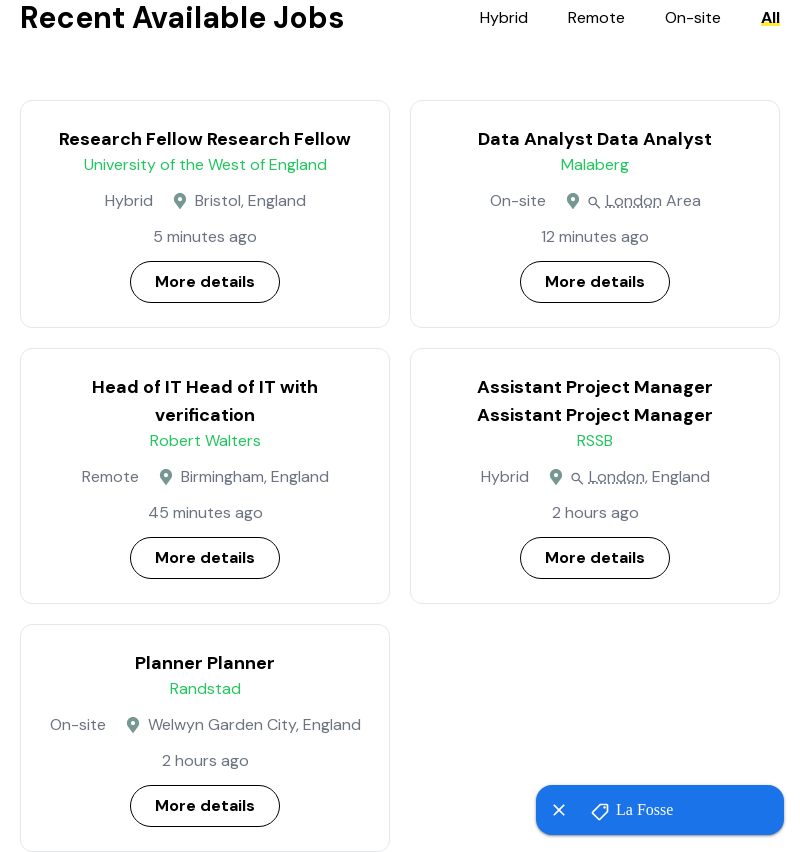 Recent Available Jobs
Hybrid Remote On-site All
Research Fellow Research Fellow
University of the West of England
Hybrid Bristol, England
5 minutes ago
More details
Data Analyst Data Analyst
Malaberg
On-site London Area
12 minutes ago
More details
Head of IT Head of IT with
verification
Robert Walters
Remote Birmingham, England
45 minutes ago
More details
Assistant Project Manager
Assistant Project Manager
RSSB
Hybrid London, England
2 hours ago
More details
Planner Planner
Randstad
On-site Welwyn Garden City, England
2 hours ago
More details
La Fosse